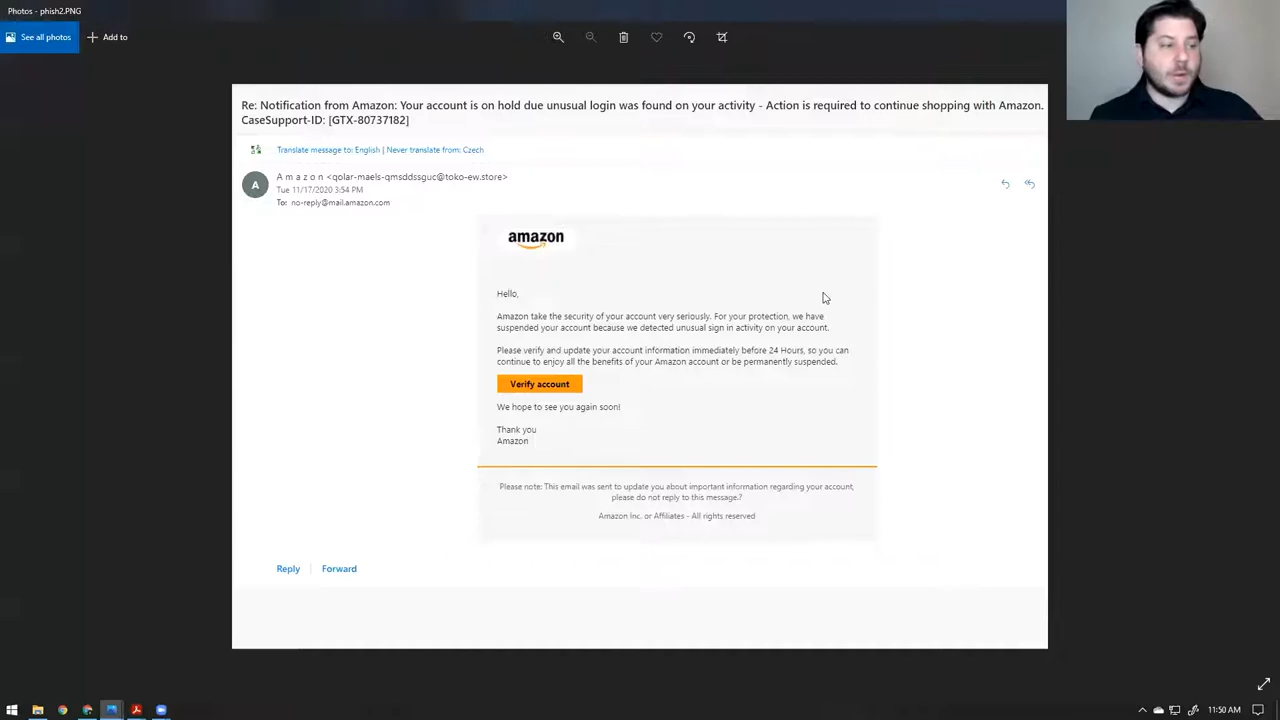 Photos - phish2.PNG
See all photos
Add to
Re: Notification from Amazon: Your account is on hold due unusual login was found on your activity - Action is required to continue shopping with Amazon.
CaseSupport-ID: [GTX-80737182]
Translate message to: English | Never translate from: Czech
A
A m a z o n <qolar-maels-qmsddssguc@toko-ew.store>
Tue 11/17/2020 3:54 PM
To: no-reply@mail.amazon.com
amazon
Hello,
Amazon take the security of your account very seriously. For your protection, we have
suspended your account because we detected unusual sign in activity on your account.
Please verify and update your account information immediately before 24 Hours, so you can
continue to enjoy all the benefits of your Amazon account or be permanently suspended.
Verify account
We hope to see you again soon!
Thank you
Amazon
Please note: This email was sent to update you about important information regarding your account,
please do not reply to this message.?
Amazon Inc. or Affiliates - All rights reserved
Reply | Forward
11:50 AM